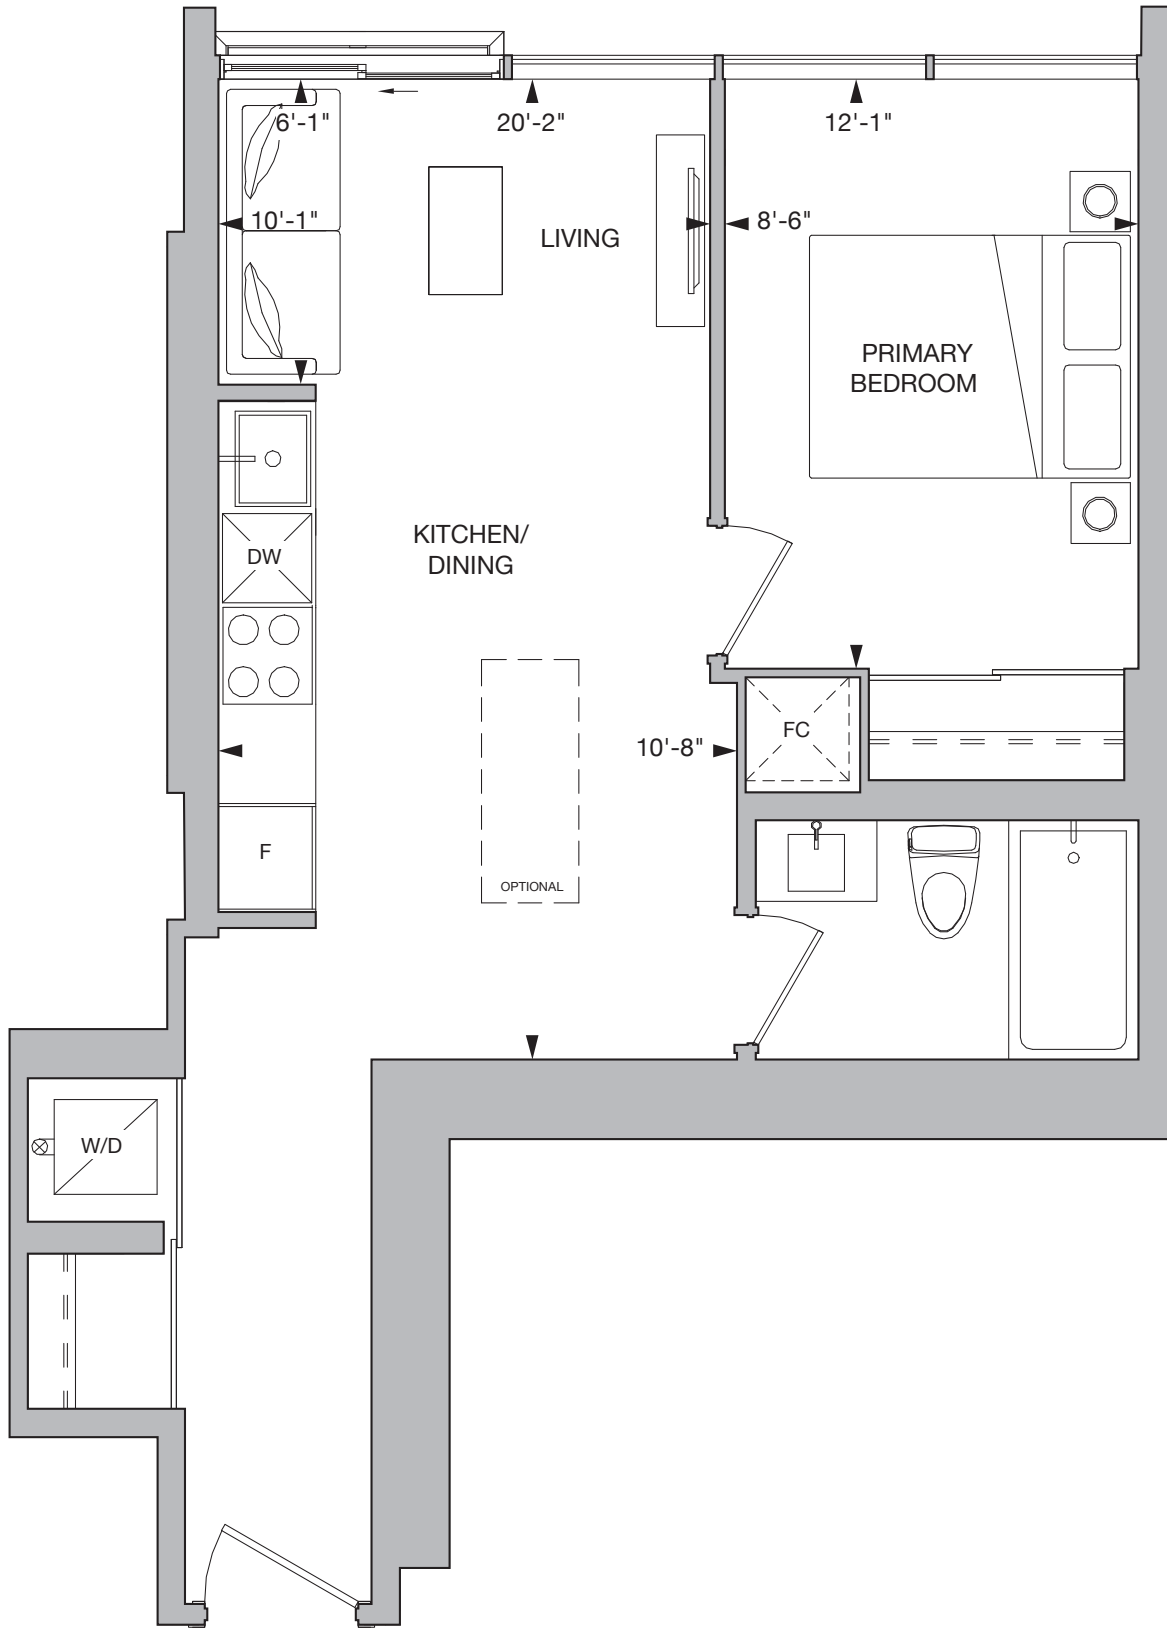 6'-1"
20'-2"
12'-1"
10'-1"
LIVING
8'-6"
PRIMARY
BEDROOM
KITCHEN/
DINING
DW
10'-8"
FC
F
OPTIONAL
W/D